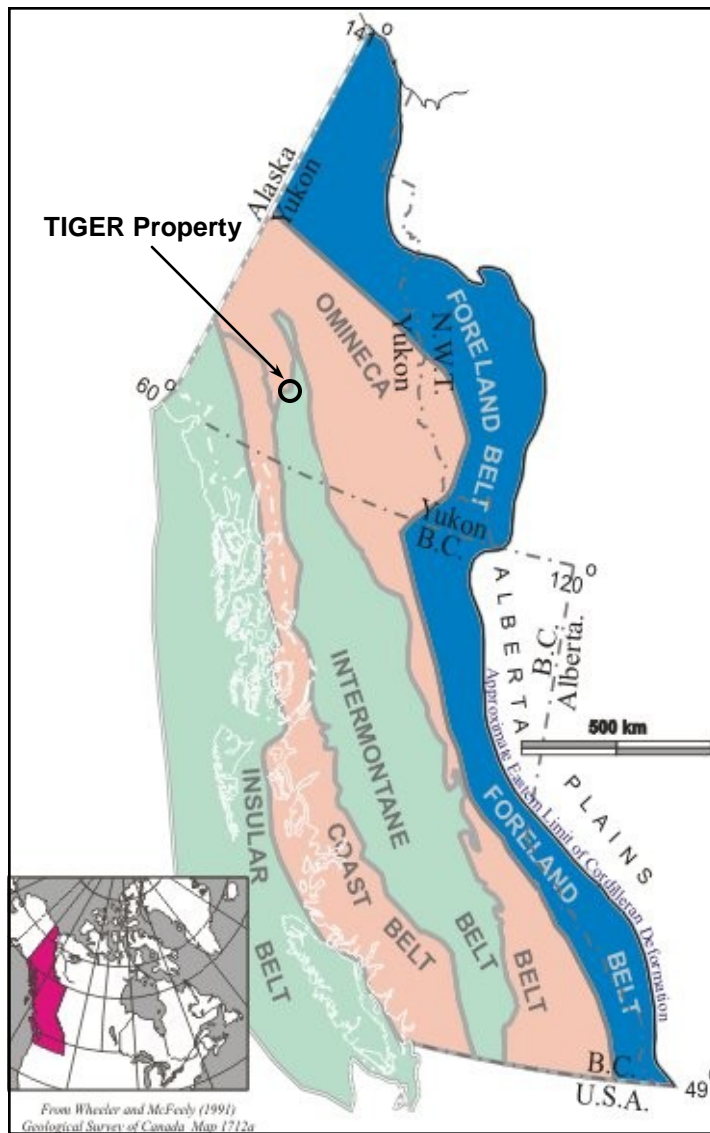 141°
Alaska
Yukon
TIGER Property
OMINECA
FORELAND BELT
Yukon
N.W.T.
60°
Yukon
B.C.
120°
ALBERTA PLAINS
B.C.
Alberta.
Approximate Eastern Limit of Cordilleran Deformation
500 km
INTERMONTANE BELT
INSULAR BELT
COAST BELT
BELT
FORELAND BELT
B.C.
U.S.A.
49°
From Wheeler and McFeely (1991)
Geological Survey of Canada Map 1712a